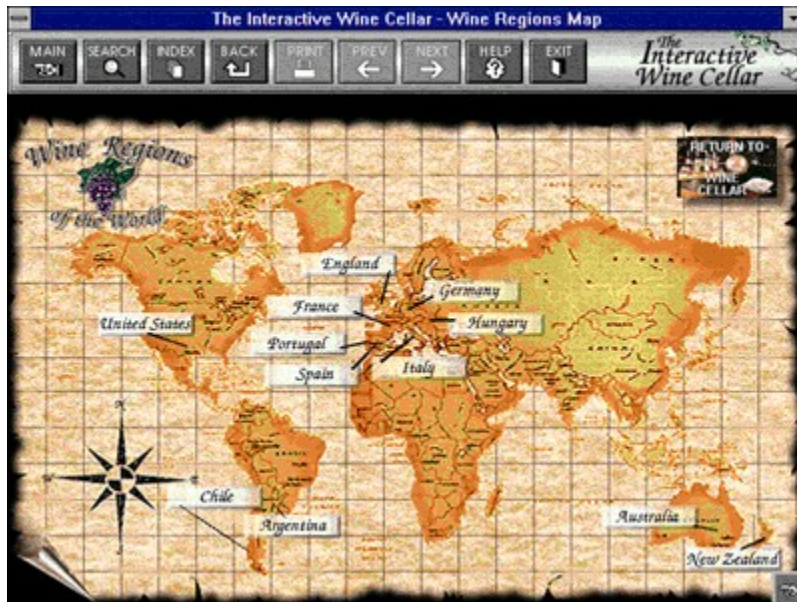 The Interactive Wine Cellar - Wine Regions Map
MAIN
SEARCH
INDEX
BACK
PRINT
PREV
NEXT
HELP
EXIT
The
Interactive
Wine Cellar
Wine Regions
of the World
RETURN TO
WINE
CELLAR
England
Germany
France
Hungary
United States
Portugal
Italy
Spain
Chile
Argentina
Australia
New Zealand